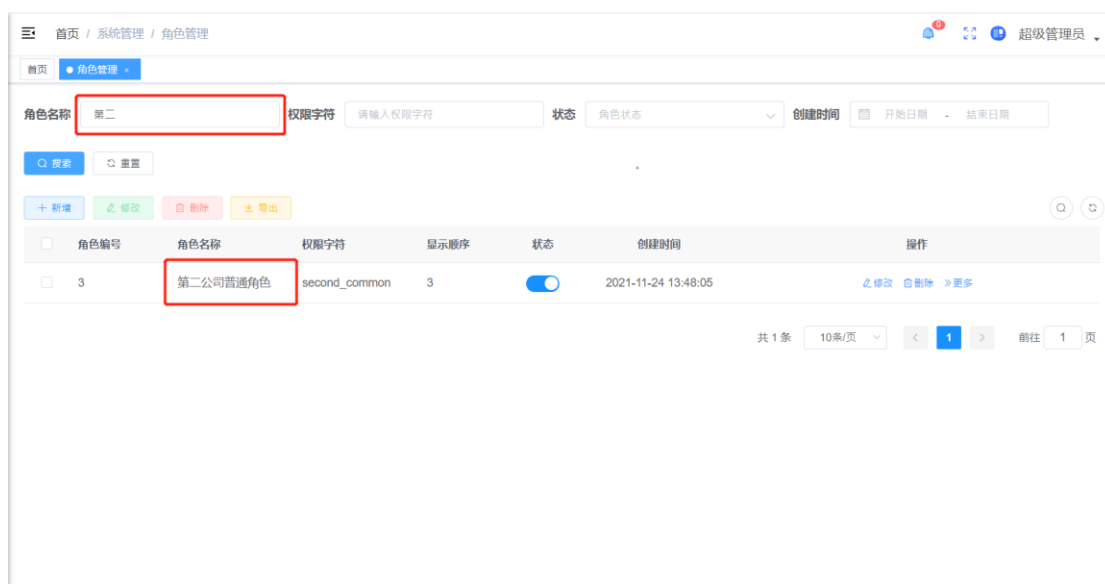 首页 / 系统管理 / 角色管理 0 超级管理员
首页 角色管理 ×
角色名称 第二 权限字符 请输入权限字符 状态 角色状态 创建时间 开始日期 - 结束日期
搜索 重置
+ 新增 修改 删除 导出
角色编号 角色名称 权限字符 显示顺序 状态 创建时间 操作
3 第二公司普通角色 second_common 3 2021-11-24 13:48:05 修改 删除 »更多
共 1 条 10条/页 < 1 > 前往 1 页